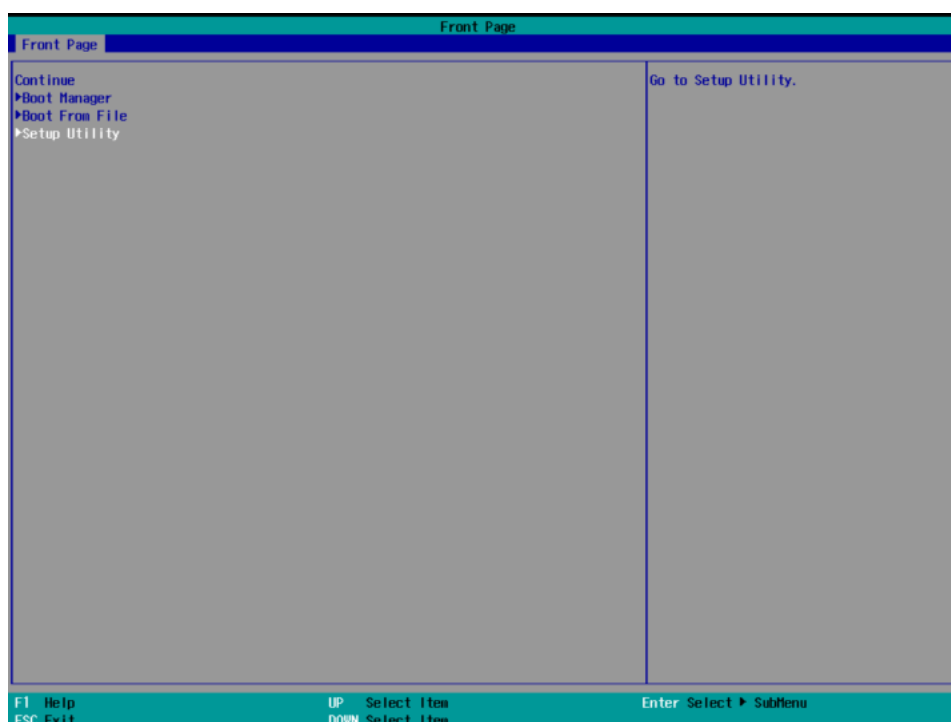 Front Page
Front Page
Continue
▶Boot Manager
▶Boot From File
▶Setup Utility
Go to Setup Utility.
F1 Help UP Select Item Enter Select ▶ SubMenu
ESC Exit DOWN Select Item